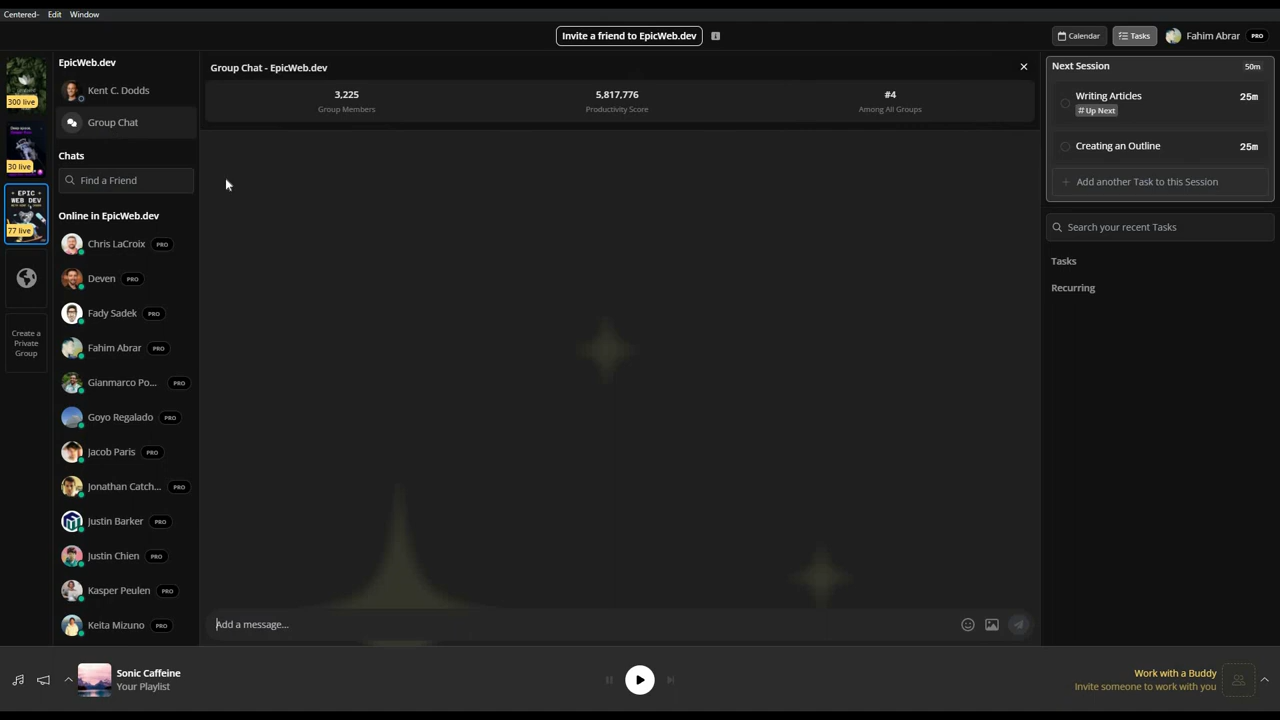 Centered- Edit Window
Invite a friend to EpicWeb.dev
Calendar
Tasks
Fahim Abrar PRO
300 live
30 live
EPIC
WEB DEV
77 live
Create a
Private
Group
EpicWeb.dev
Kent C. Dodds
Group Chat
Chats
Find a Friend
Online in EpicWeb.dev
Chris LaCroix PRO
Deven PRO
Fady Sadek PRO
Fahim Abrar PRO
Gianmarco Po... PRO
Goyo Regalado PRO
Jacob Paris PRO
Jonathan Catch... PRO
Justin Barker PRO
Justin Chien PRO
Kasper Peulen PRO
Keita Mizuno PRO
Group Chat - EpicWeb.dev
3,225
Group Members
5,817,776
Productivity Score
#4
Among All Groups
Add a message...
Next Session 50m
Writing Articles 25m
# Up Next
Creating an Outline 25m
+ Add another Task to this Session
Search your recent Tasks
Tasks
Recurring
Sonic Caffeine
Your Playlist
Work with a Buddy
Invite someone to work with you